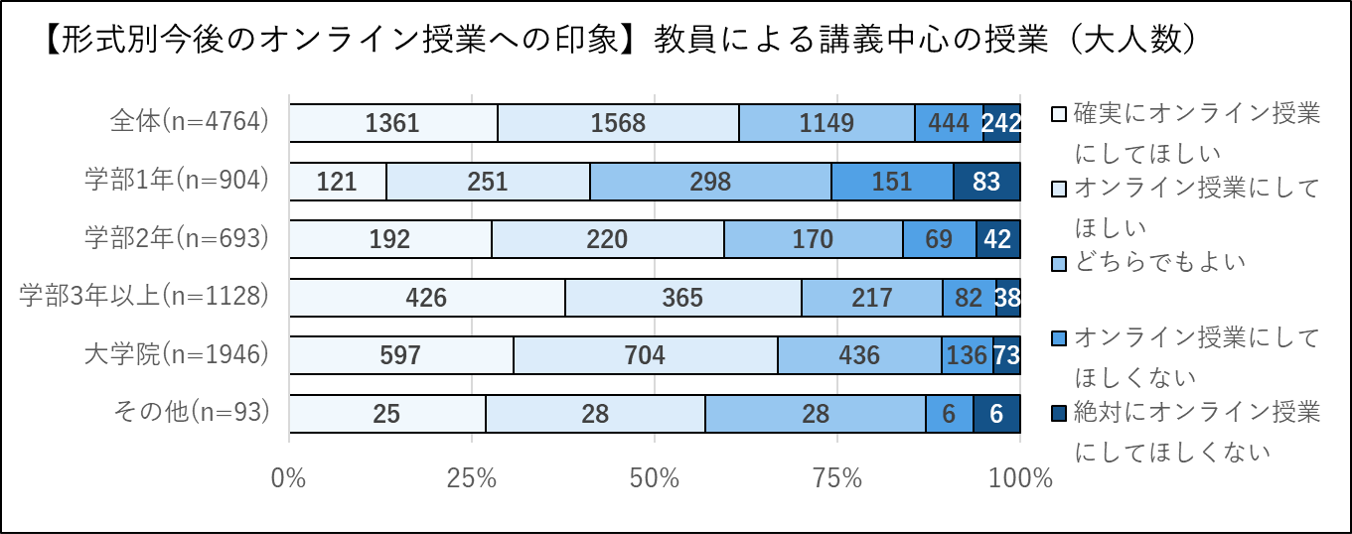 【形式別今後のオンライン授業への印象】教員による講義中心の授業（大人数）
全体(n=4764)
1361
1568
1149
444
242
学部1年(n=904)
121
251
298
151
83
学部2年(n=693)
192
220
170
69
42
学部3年以上(n=1128)
426
365
217
82
38
大学院(n=1946)
597
704
436
136
73
その他(n=93)
25
28
28
6
6
0%
25%
50%
75%
100%
確実にオンライン授業
にしてほしい
オンライン授業にして
ほしい
どちらでもよい
オンライン授業にして
ほしくない
絶対にオンライン授業
にしてほしくない